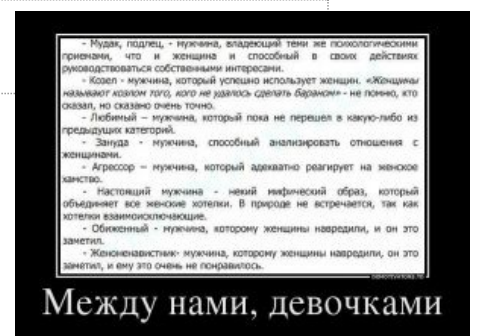 - Мудак, подлец, - мужчина, владеющий теми же психологическими
приемами, что и женщина и способный в своих действиях
руководствоваться собственными интересами.
- Козел - мужчина, который успешно использует женщин. «Женщины
называют козлом того, кого не удалось сделать бараном» - не помню, кто
сказал, но сказано очень точно.
- Любимый – мужчина, который пока не перешел в какую-либо из
предыдущих категорий.
- Зануда - мужчина, способный анализировать отношения с
женщинами.
- Агрессор – мужчина, который адекватно реагирует на женское
хамство.
- Настоящий мужчина - некий мифический образ, который
объединяет все женские хотелки. В природе не встречается, так как
хотелки взаимоисключающие.
- Обиженный - мужчина, которому женщины навредили, и он это
заметил.
- Женоненавистник- мужчина, которому женщины навредили, он это
заметил, и ему это очень не понравилось.
Между нами, девочками